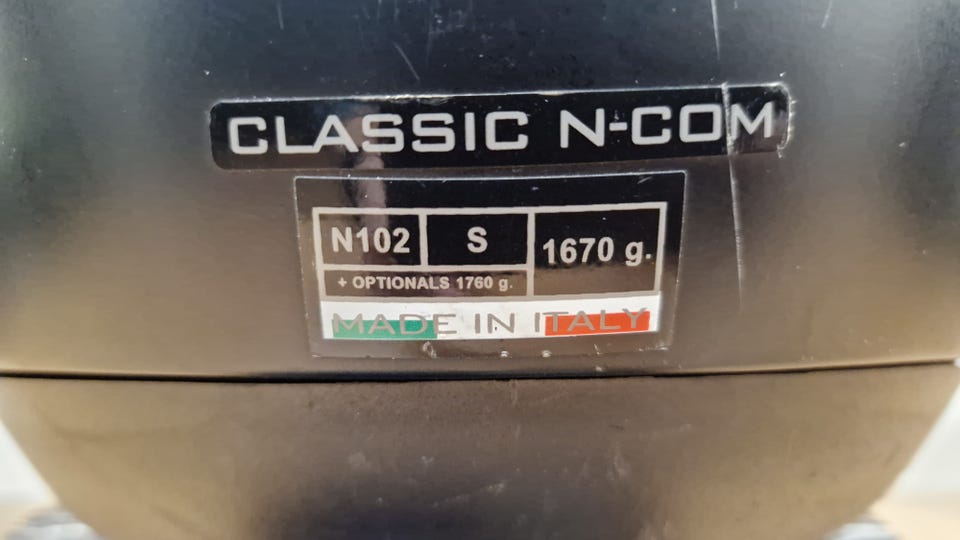 CLASSIC N-COM
N102 S 1670 g.
+ OPTIONALS 1760 g.
MADE IN ITALY